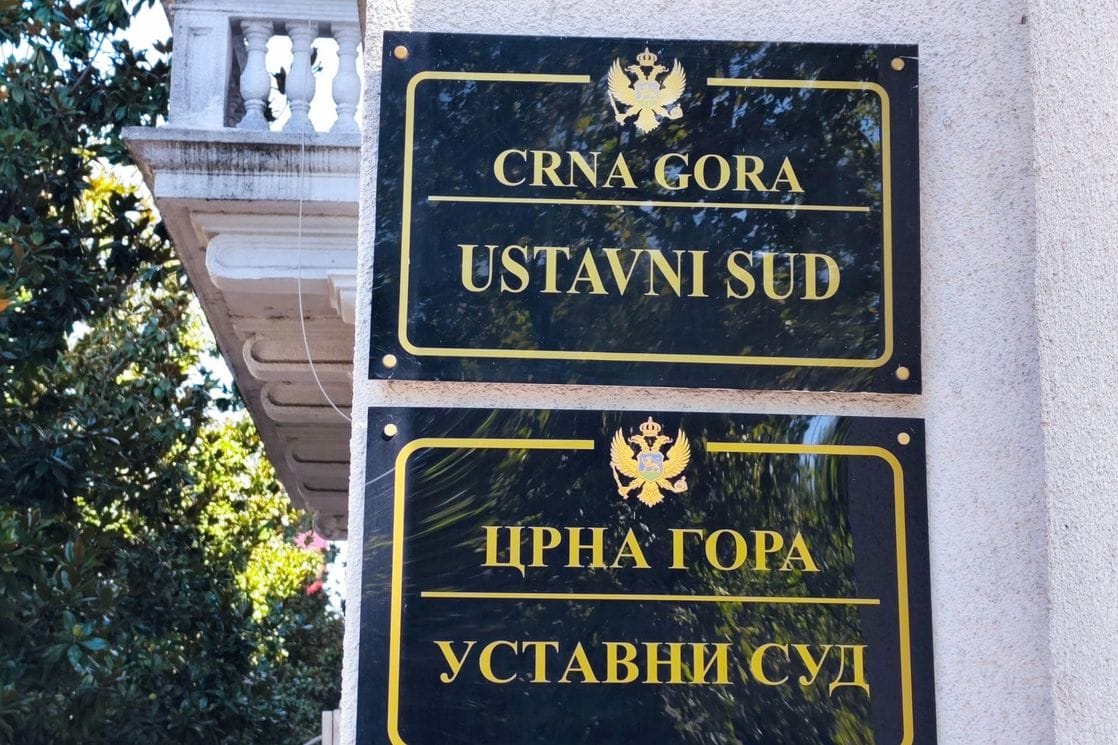 CRNA GORA
USTAVNI SUD
ЦРНА ГОРА
УСТАВНИ СУД